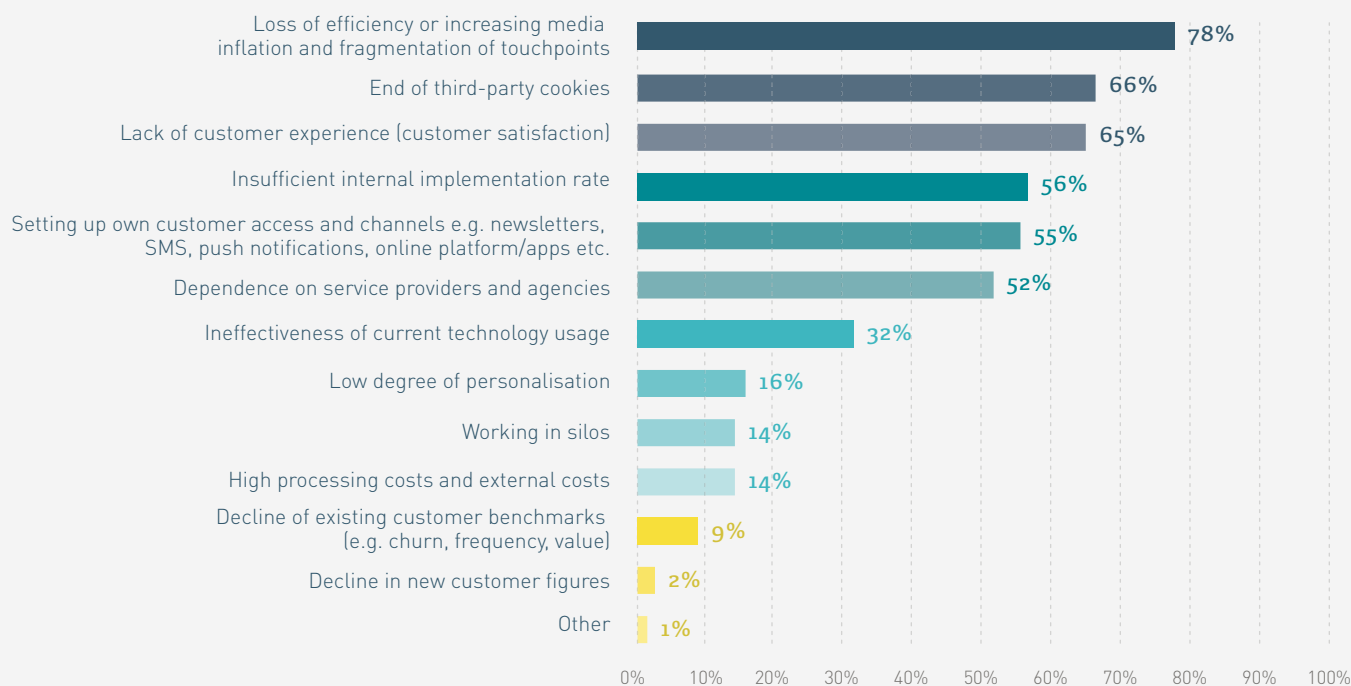 Loss of efficiency or increasing media
inflation and fragmentation of touchpoints
78%
End of third-party cookies
66%
Lack of customer experience (customer satisfaction)
65%
Insufficient internal implementation rate
56%
Setting up own customer access and channels e.g. newsletters,
SMS, push notifications, online platform/apps etc.
55%
Dependence on service providers and agencies
52%
Ineffectiveness of current technology usage
32%
Low degree of personalisation
16%
Working in silos
14%
High processing costs and external costs
14%
Decline of existing customer benchmarks
(e.g. churn, frequency, value)
9%
Decline in new customer figures
2%
Other
1%
0% 10% 20% 30% 40% 50% 60% 70% 80% 90% 100%